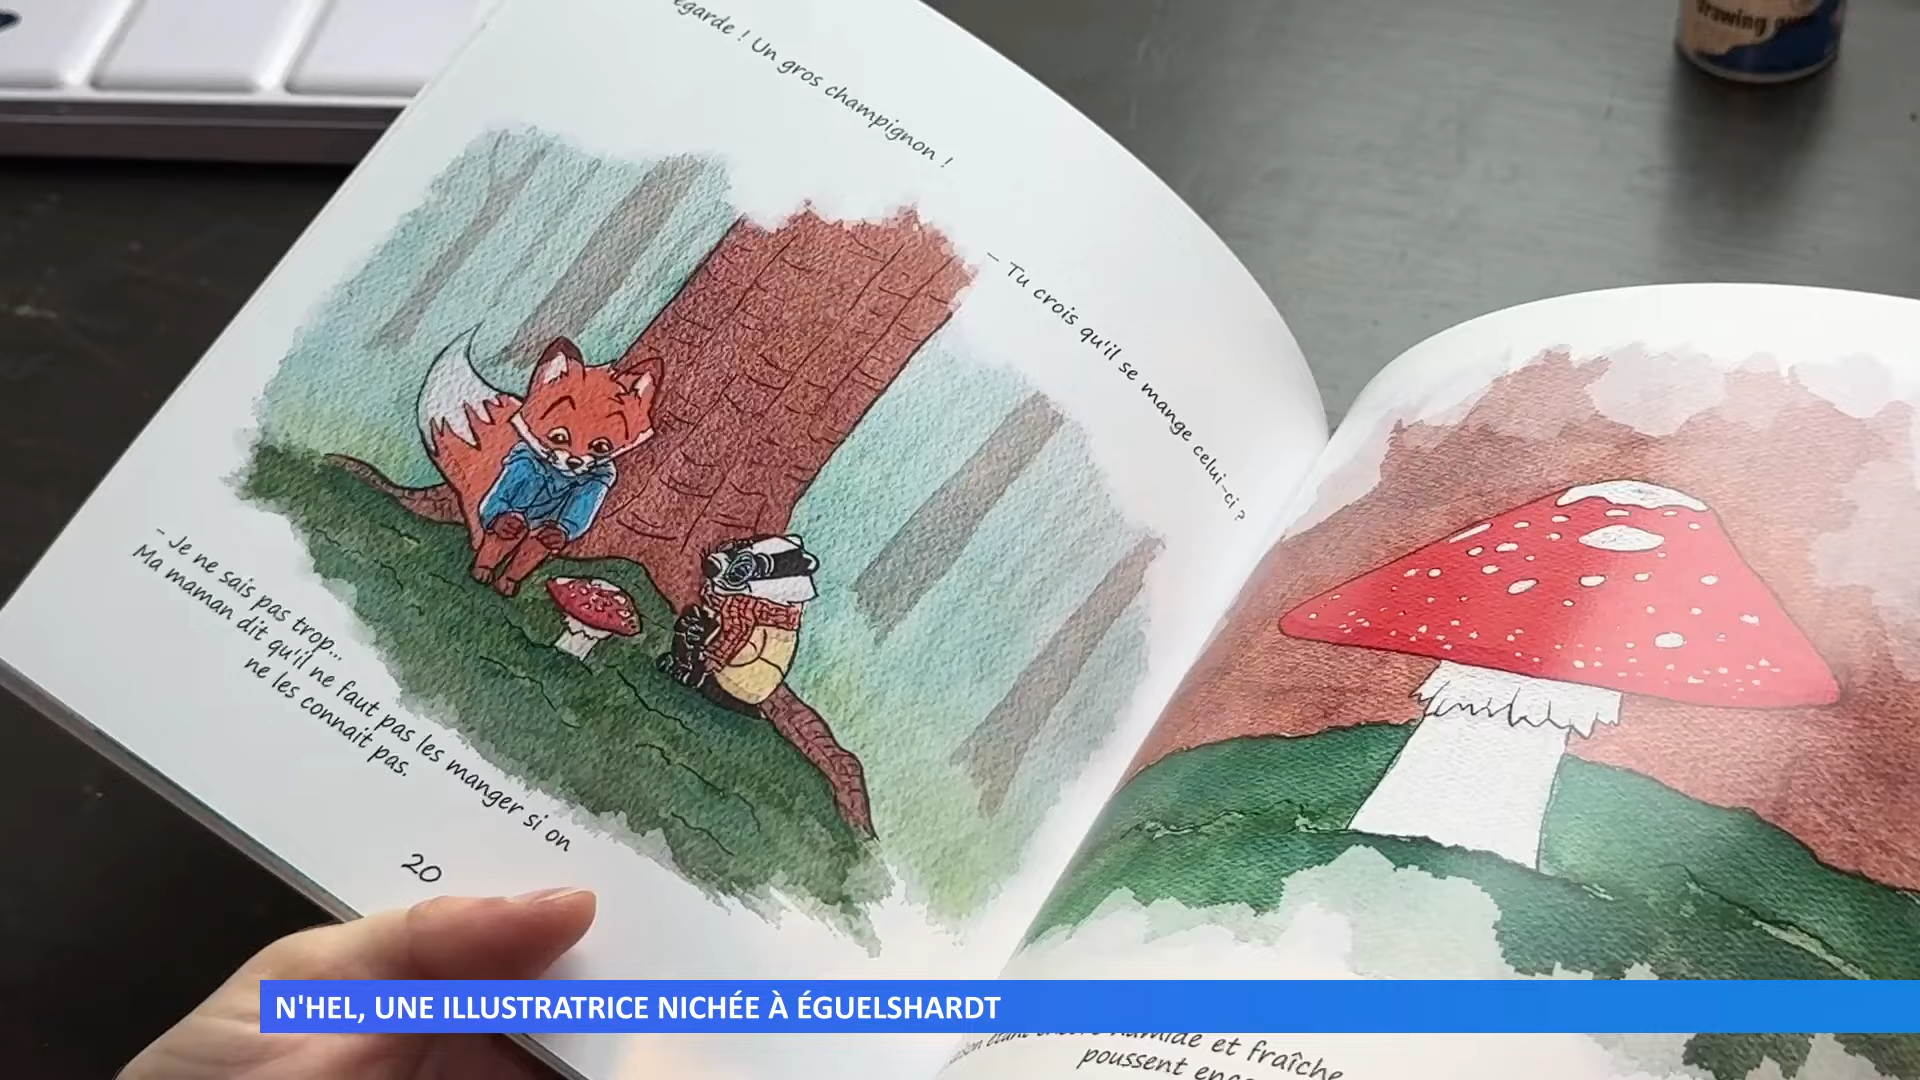 Un gros champignon !
– Tu crois qu'il se mange celui-ci ?
– Je ne sais pas trop...
Ma maman dit qu'il ne faut pas les manger si on
ne les connait pas.
20
et fraîche
poussent
N'HEL, UNE ILLUSTRATRICE NICHÉE À ÉGUELSHARDT